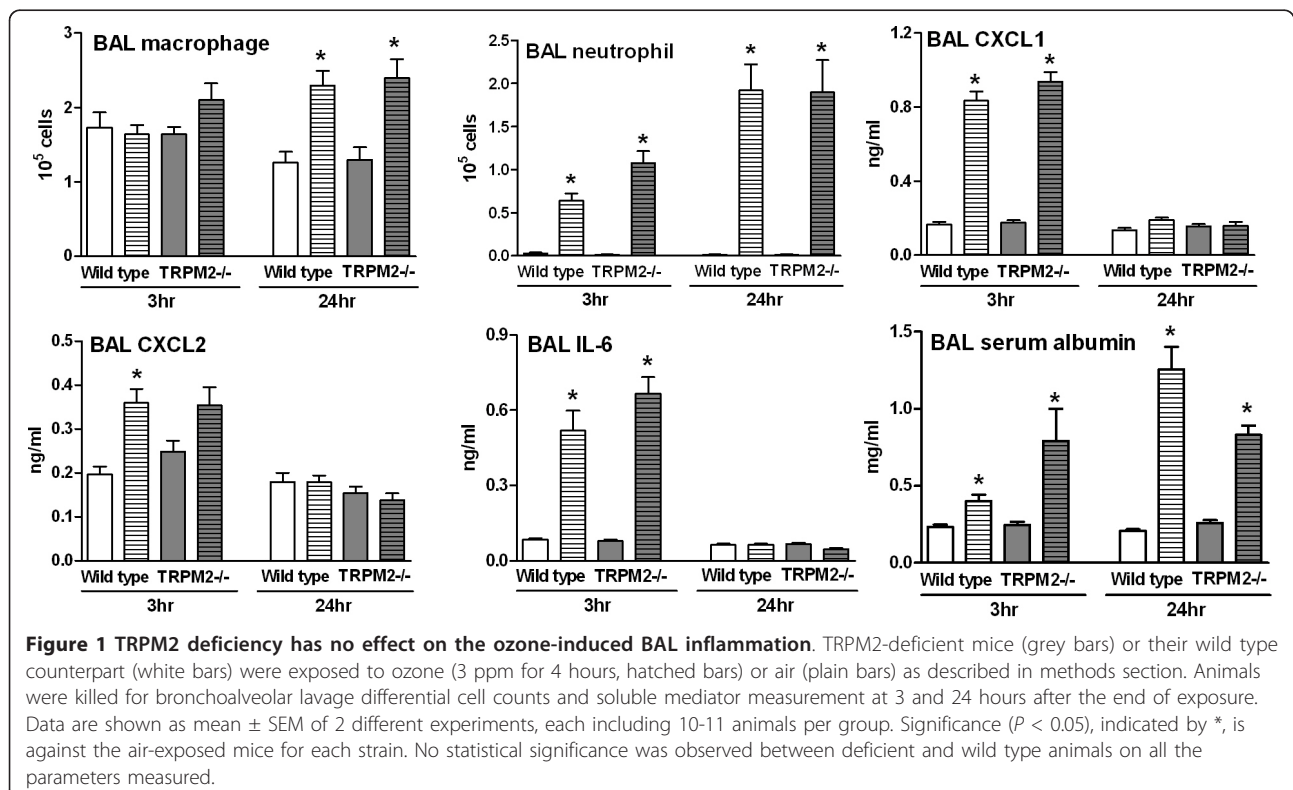 BAL macrophage
3
2
1
0
10⁵ cells
* *
Wild type TRPM2-/- Wild type TRPM2-/-
3hr 24hr
BAL neutrophil
2.5
2.0
1.5
1.0
0.5
0.0
10⁵ cells
* * * *
Wild type TRPM2-/- Wild type TRPM2-/-
3hr 24hr
BAL CXCL1
1.2
0.9
0.6
0.3
0.0
ng/ml
* *
Wild type TRPM2-/- Wild type TRPM2-/-
3hr 24hr
BAL CXCL2
0.5
0.4
0.3
0.2
0.1
0.0
ng/ml
*
Wild type TRPM2-/- Wild type TRPM2-/-
3hr 24hr
BAL IL-6
0.9
0.6
0.3
0.0
ng/ml
* *
Wild type TRPM2-/- Wild type TRPM2-/-
3hr 24hr
BAL serum albumin
1.5
1.0
0.5
0.0
mg/ml
* * * *
Wild type TRPM2-/- Wild type TRPM2-/-
3hr 24hr
Figure 1 TRPM2 deficiency has no effect on the ozone-induced BAL inflammation. TRPM2-deficient mice (grey bars) or their wild type
counterpart (white bars) were exposed to ozone (3 ppm for 4 hours, hatched bars) or air (plain bars) as described in methods section. Animals
were killed for bronchoalveolar lavage differential cell counts and soluble mediator measurement at 3 and 24 hours after the end of exposure.
Data are shown as mean ± SEM of 2 different experiments, each including 10-11 animals per group. Significance (P < 0.05), indicated by *, is
against the air-exposed mice for each strain. No statistical significance was observed between deficient and wild type animals on all the
parameters measured.